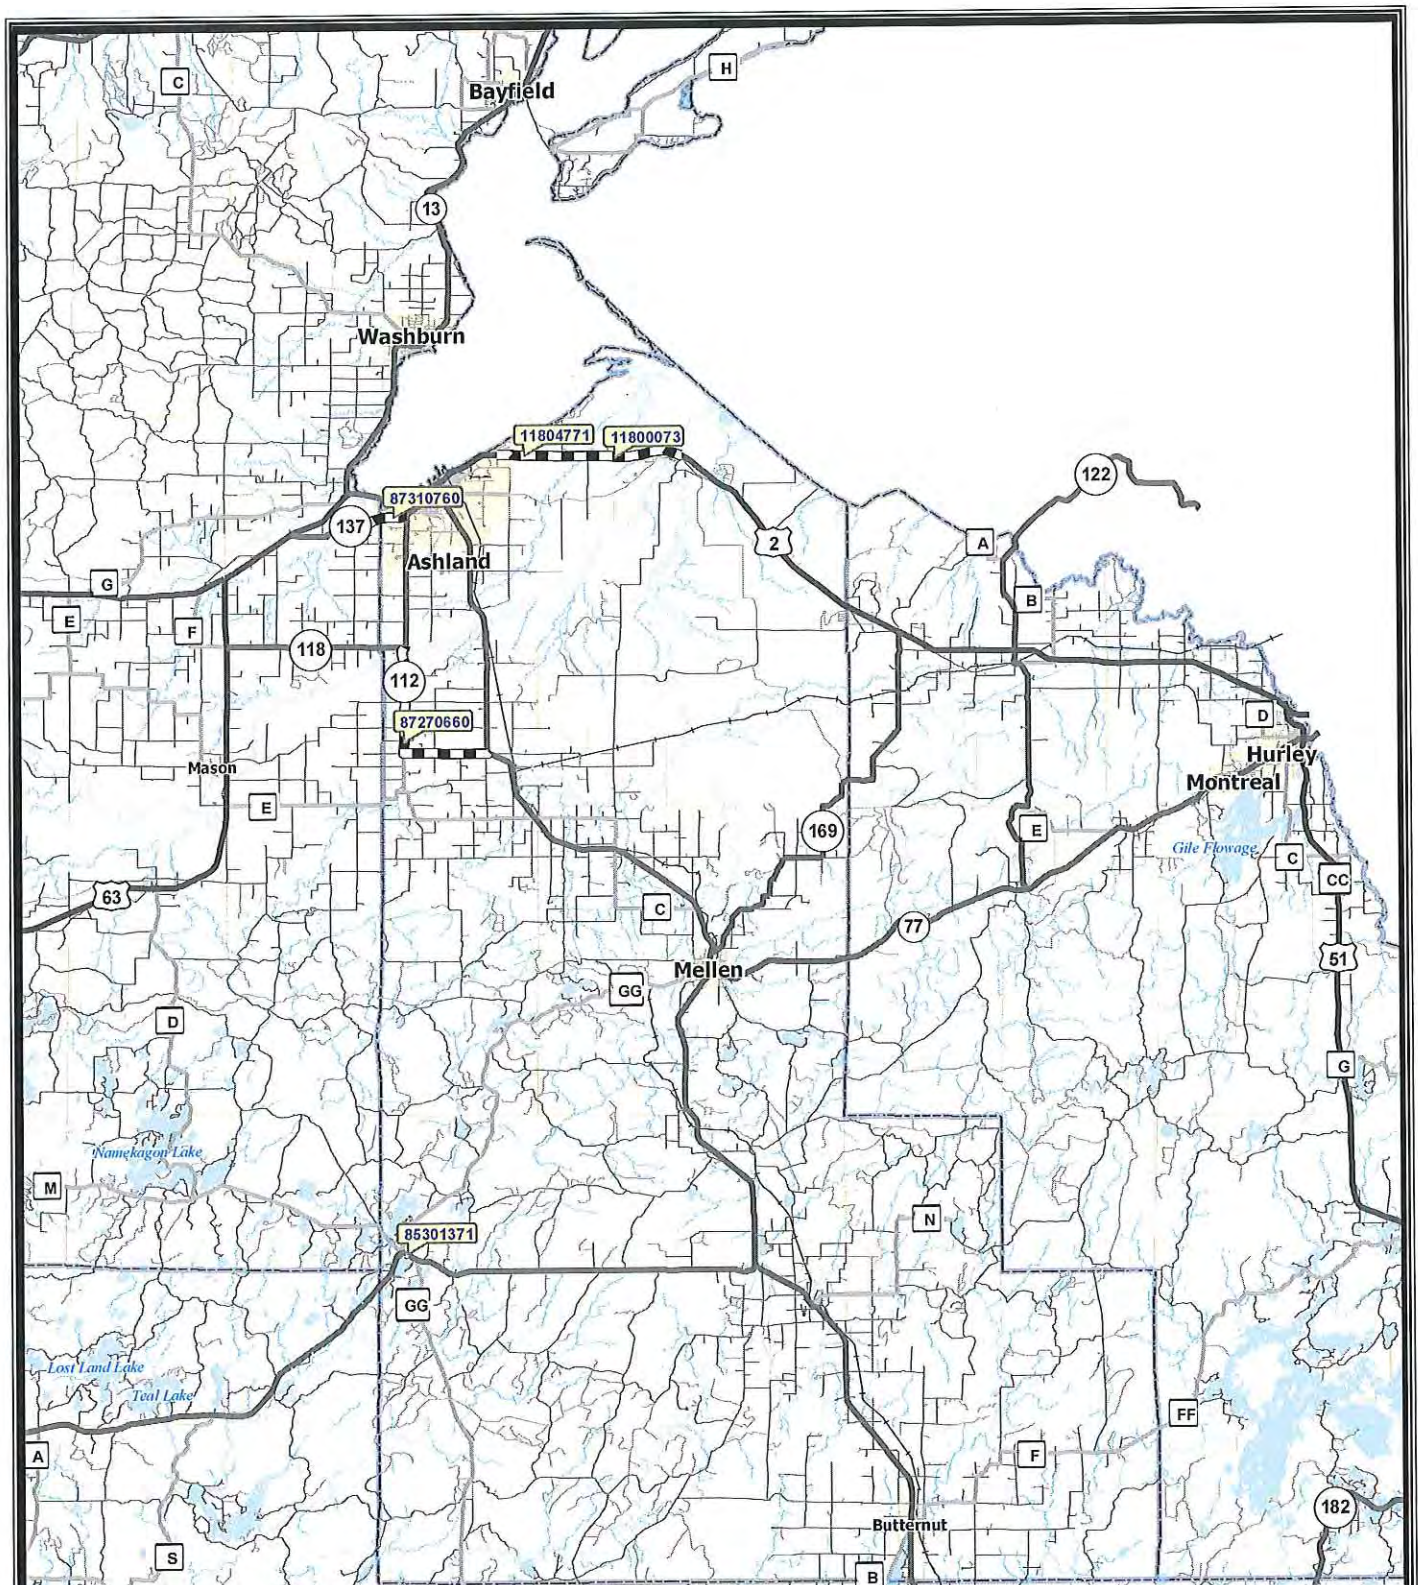 C
H
Bayfield
13
Washburn
11804771
11800073
122
87310760
137
2
A
Ashland
G
B
E
F
118
112
D
87270660
Hurley
Mason
Montreal
E
169
E
Gile Flowage
C
CC
63
C
77
51
Mellen
GG
D
G
Namekagon Lake
M
N
85301371
GG
Lost Land Lake
Teal Lake
FF
A
F
182
Butternut
S
B